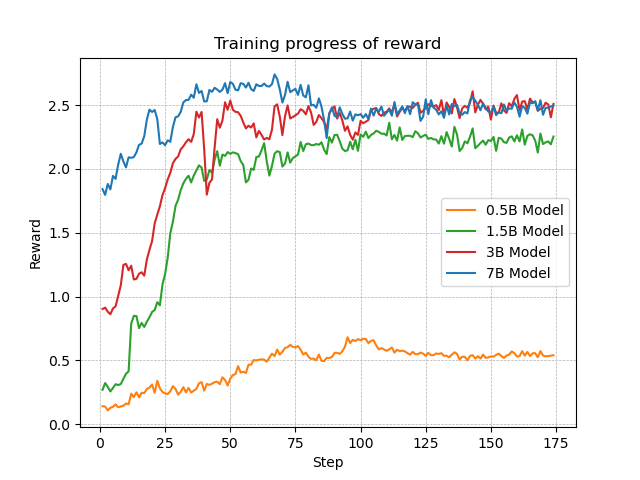 Training progress of reward
Reward
2.5
2.0
1.5
1.0
0.5
0.0
0.5B Model
1.5B Model
3B Model
7B Model
0 25 50 75 100 125 150 175
Step